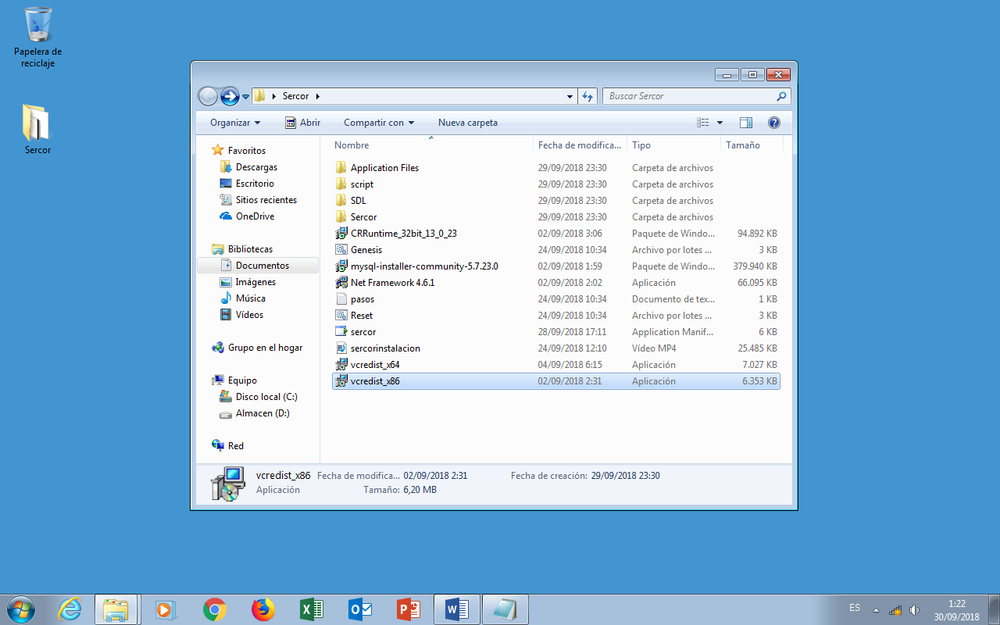 Papelera de
reciclaje
Sercor
Sercor
Buscar Sercor
Organizar Abrir Compartir con Nueva carpeta
Nombre Fecha de modifica... Tipo Tamaño
Favoritos
Descargas
Escritorio
Sitios recientes
OneDrive
Bibliotecas
Documentos
Imágenes
Música
Vídeos
Grupo en el hogar
Equipo
Disco local (C:)
Almacen (D:)
Red
Application Files 29/09/2018 23:30 Carpeta de archivos
script 29/09/2018 23:30 Carpeta de archivos
SDL 29/09/2018 23:30 Carpeta de archivos
Sercor 29/09/2018 23:30 Carpeta de archivos
CRRuntime_32bit_13_0_23 02/09/2018 3:06 Paquete de Windo... 94.892 KB
Genesis 24/09/2018 10:34 Archivo por lotes ... 3 KB
mysql-installer-community-5.7.23.0 02/09/2018 1:59 Paquete de Windo... 379.940 KB
Net Framework 4.6.1 02/09/2018 2:02 Aplicación 66.095 KB
pasos 24/09/2018 10:34 Documento de tex... 1 KB
Reset 24/09/2018 10:34 Archivo por lotes ... 3 KB
sercor 28/09/2018 17:11 Application Manif... 6 KB
sercorinstalacion 24/09/2018 12:10 Vídeo MP4 25.485 KB
vcredist_x64 04/09/2018 6:15 Aplicación 7.027 KB
vcredist_x86 02/09/2018 2:31 Aplicación 6.353 KB
vcredist_x86 Fecha de modifica... 02/09/2018 2:31 Fecha de creación: 29/09/2018 23:30
Aplicación Tamaño: 6,20 MB
ES
1:22
30/09/2018